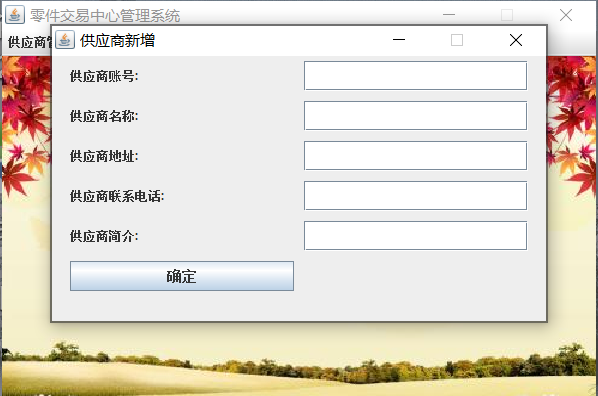 零件交易中心管理系统
供应商
供应商新增
供应商账号:
供应商名称:
供应商地址:
供应商联系电话:
供应商简介:
确定